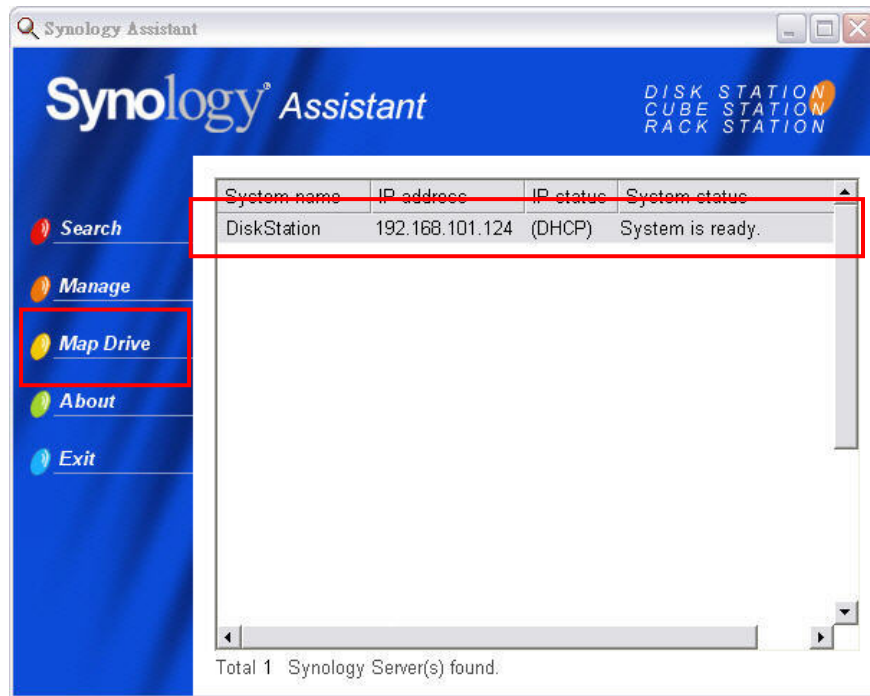 Synology Assistant
Synology® Assistant
DISK STATION
CUBE STATION
RACK STATION
Search
Manage
Map Drive
About
Exit
System name IP address IP status System status
DiskStation 192.168.101.124 (DHCP) System is ready.
Total 1 Synology Server(s) found.